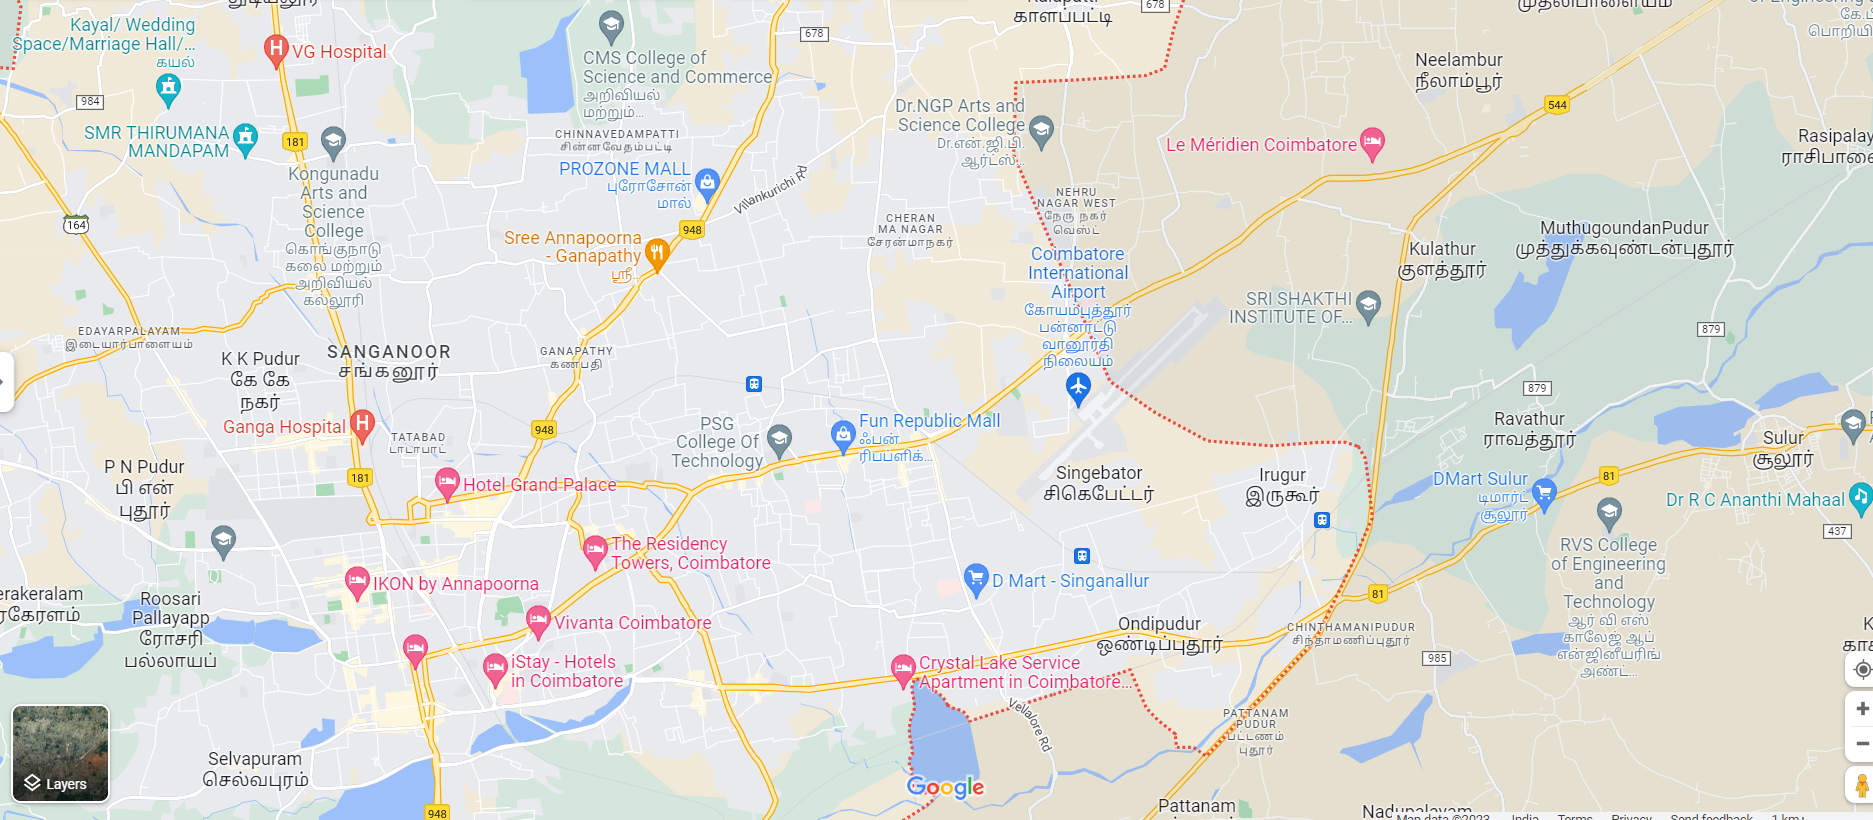 துடியலூர்
Kalapatti
காளப்பட்டி
678
முதலிபாளையம்
Kayal/ Wedding
Space/Marriage Hall/...
கயல்
VG Hospital
CMS College of
Science and Commerce
அறிவியல்
மற்றும்...
678
Neelambur
நீலாம்பூர்
984
544
SMR THIRUMANA
MANDAPAM
181
CHINNAVEDAMPATTI
சின்னவேதம்பட்டி
Dr.NGP Arts and
Science College
Dr.என்.ஜி.பி.
ஆர்ட்ஸ்...
Le Méridien Coimbatore
Rasipalay
ராசிபாளை
Kongunadu
Arts and
Science
College
கொங்குநாடு
கலை மற்றும்
அறிவியல்
கல்லூரி
PROZONE MALL
புரோசோன்
மால்
Villankurichi Rd
NEHRU
NAGAR WEST
நேரு நகர்
வெஸ்ட்
164
948
CHERAN
MA NAGAR
சேரன்மாநகர்
Sree Annapoorna
- Ganapathy
ஸ்ரீ...
Coimbatore
International
Airport
கோயம்புத்தூர்
பன்னாட்டு
வானூர்தி
நிலையம்
Kulathur
குளத்தூர்
MuthugoundanPudur
முத்துக்கவுண்டன்புதூர்
SRI SHAKTHI
INSTITUTE OF...
879
EDAYARPALAYAM
இடையார்பாளையம்
K K Pudur
கே கே
நகர்
SANGANOOR
சங்கனூர்
GANAPATHY
கணபதி
879
Ganga Hospital
TATABAD
டாடாபாட்
948
PSG
College Of
Technology
Fun Republic Mall
ஃபன்
ரிபப்ளிக்...
Ravathur
ராவத்தூர்
Sulur
சூலூர்
P N Pudur
பி என்
புதூர்
181
Hotel Grand Palace
Singebator
சிகெபேட்டர்
Irugur
இருகூர்
DMart Sulur
டிமார்ட்
சூலூர்
81
Dr R C Ananthi Mahaal
437
The Residency
Towers, Coimbatore
RVS College
of Engineering
and
Technology
ஆர் வி எஸ்
காலேஜ் ஆப்
என்ஜினீயரிங்
அண்ட்...
IKON by Annapoorna
D Mart - Singanallur
81
erakeralam
ரகேரளம்
Roosari
Pallayapp
ரோசரி
பல்லாயப்
Vivanta Coimbatore
Ondipudur
ஒண்டிப்புதூர்
CHINTHAMANIPUDUR
சிந்தாமணிப்புதூர்
985
iStay - Hotels
in Coimbatore
Crystal Lake Service
Apartment in Coimbatore...
Vellalore Rd
PATTANAM
PUDUR
பட்டணம்
புதூர்
Selvapuram
செல்வபுரம்
Layers
948
Google
Pattanam
Nadupalayam
Map data ©2023 India Terms Privacy Send feedback 1 km